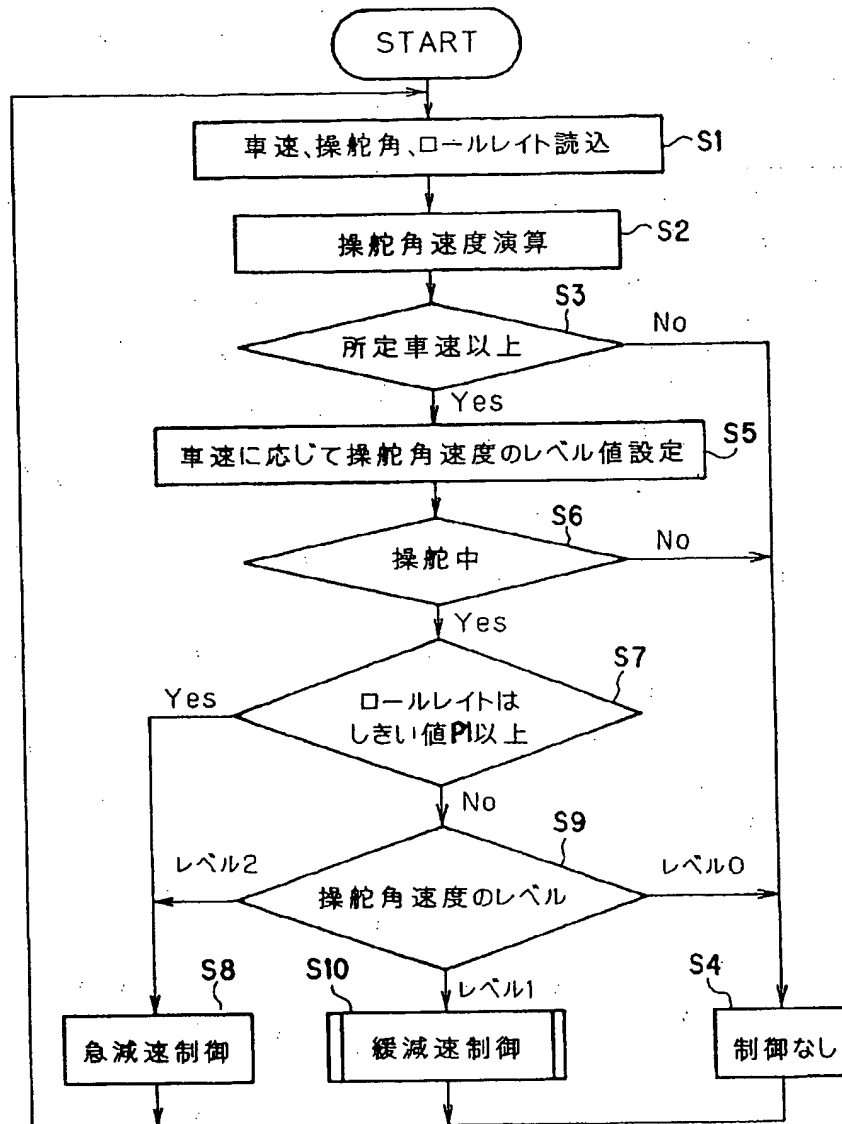 START
車速、操舵角、ロールレイト読込
S1
操舵角速度演算
S2
S3
所定車速以上
No
Yes
車速に応じて操舵角速度のレベル値設定
S5
S6
操舵中
No
Yes
S7
Yes
ロールレイトは
しきい値P1以上
No
S9
レベル2
操舵角速度のレベル
レベル0
S8
S10
レベル1
S4
急減速制御
緩減速制御
制御なし